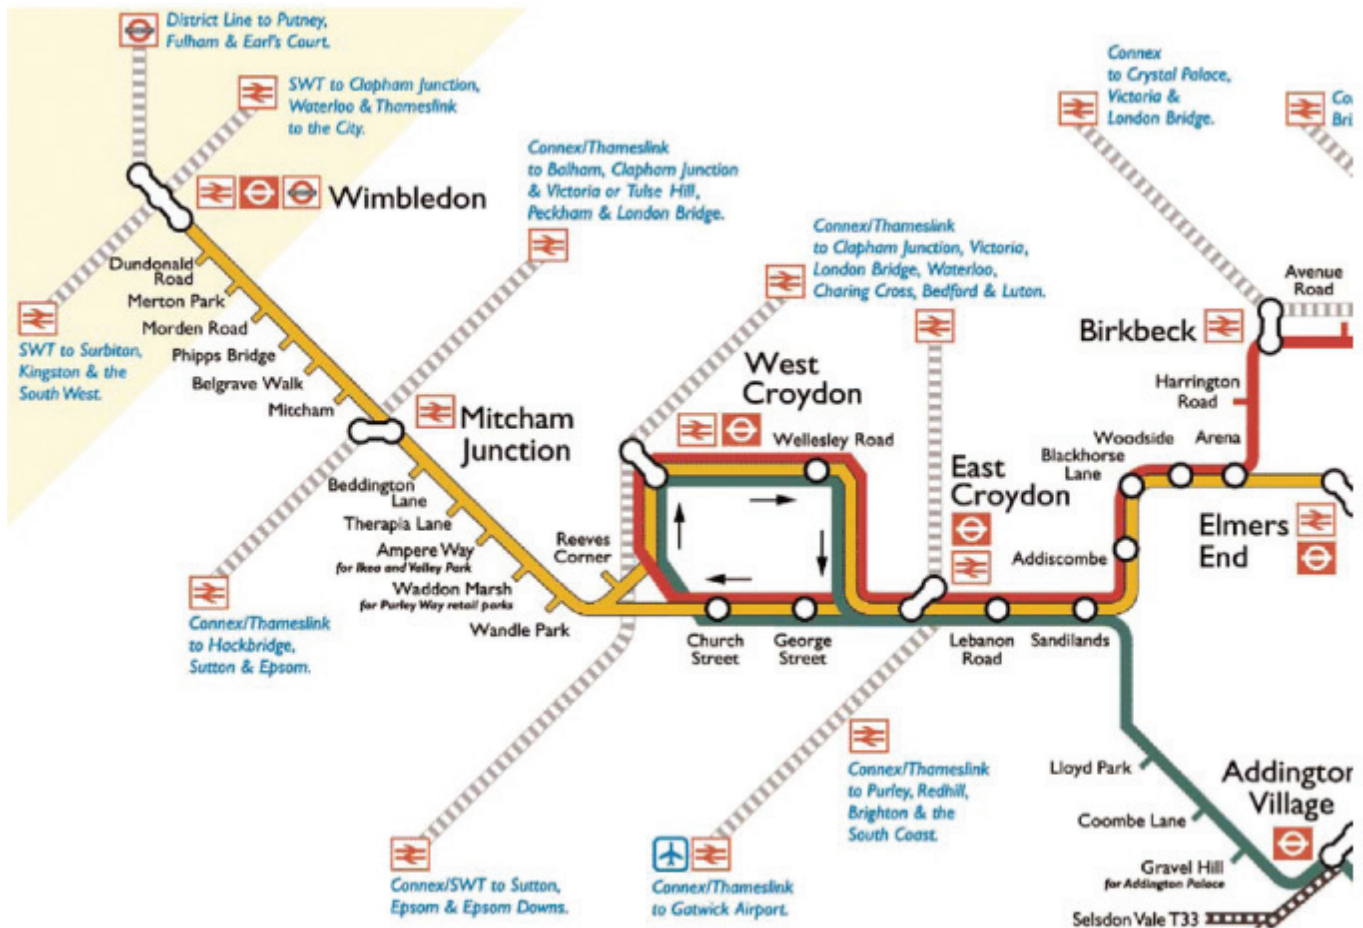 District Line to Putney,
Fulham & Earl's Court.
SWT to Clapham Junction,
Waterloo & Thameslink
to the City.
Wimbledon
Connex/Thameslink
to Balham, Clapham Junction
& Victoria or Tulse Hill,
Peckham & London Bridge.
Connex
to Crystal Palace,
Victoria &
London Bridge.
Connex/Thameslink
to Clapham Junction, Victoria,
London Bridge, Waterloo,
Charing Cross, Bedford & Luton.
Dundonald
Road
Merton Park
Morden Road
Phipps Bridge
Belgrave Walk
Mitcham
SWT to Surbiton,
Kingston & the
South West.
Mitcham
Junction
Beddington
Lane
Therapia Lane
Ampere Way
for Ikea and Valley Park
Waddon Marsh
for Purley Way retail parks
Wandle Park
Reeves
Corner
West
Croydon
Wellesley Road
Church
Street
George
Street
East
Croydon
Lebanon
Road
Sandilands
Addiscombe
Blackhorse
Lane
Woodside
Arena
Harrington
Road
Birkbeck
Avenue
Road
Elmers
End
Connex/Thameslink
to Hackbridge,
Sutton & Epsom.
Connex/SWT to Sutton,
Epsom & Epsom Downs.
Connex/Thameslink
to Gatwick Airport.
Connex/Thameslink
to Purley, Redhill,
Brighton & the
South Coast.
Lloyd Park
Coombe Lane
Gravel Hill
for Addington Palace
Addington
Village
Selsdon Vale T33